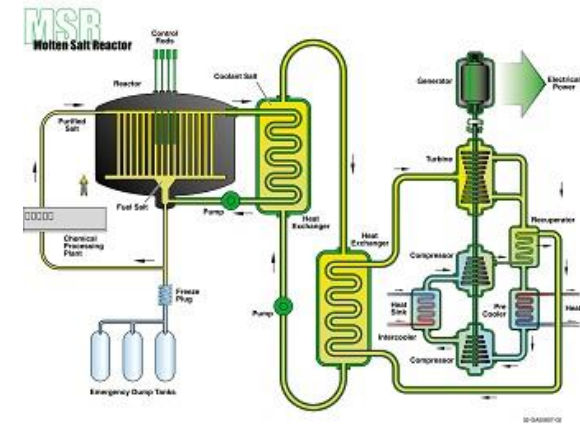 MSR
Molten Salt Reactor
Control
Rods
Reactor
Coolant Salt
Generator
Electrical
Power
Purified
Salt
Turbine
Fuel Salt
Pump
Heat
Exchanger
Recuperator
Chemical
Processing
Plant
Heat
Exchanger
Compressor
Freeze
Plug
Pump
Heat
Sink
Pre
Cooler
Heat
Intercooler
Compressor
Emergency Dump Tanks